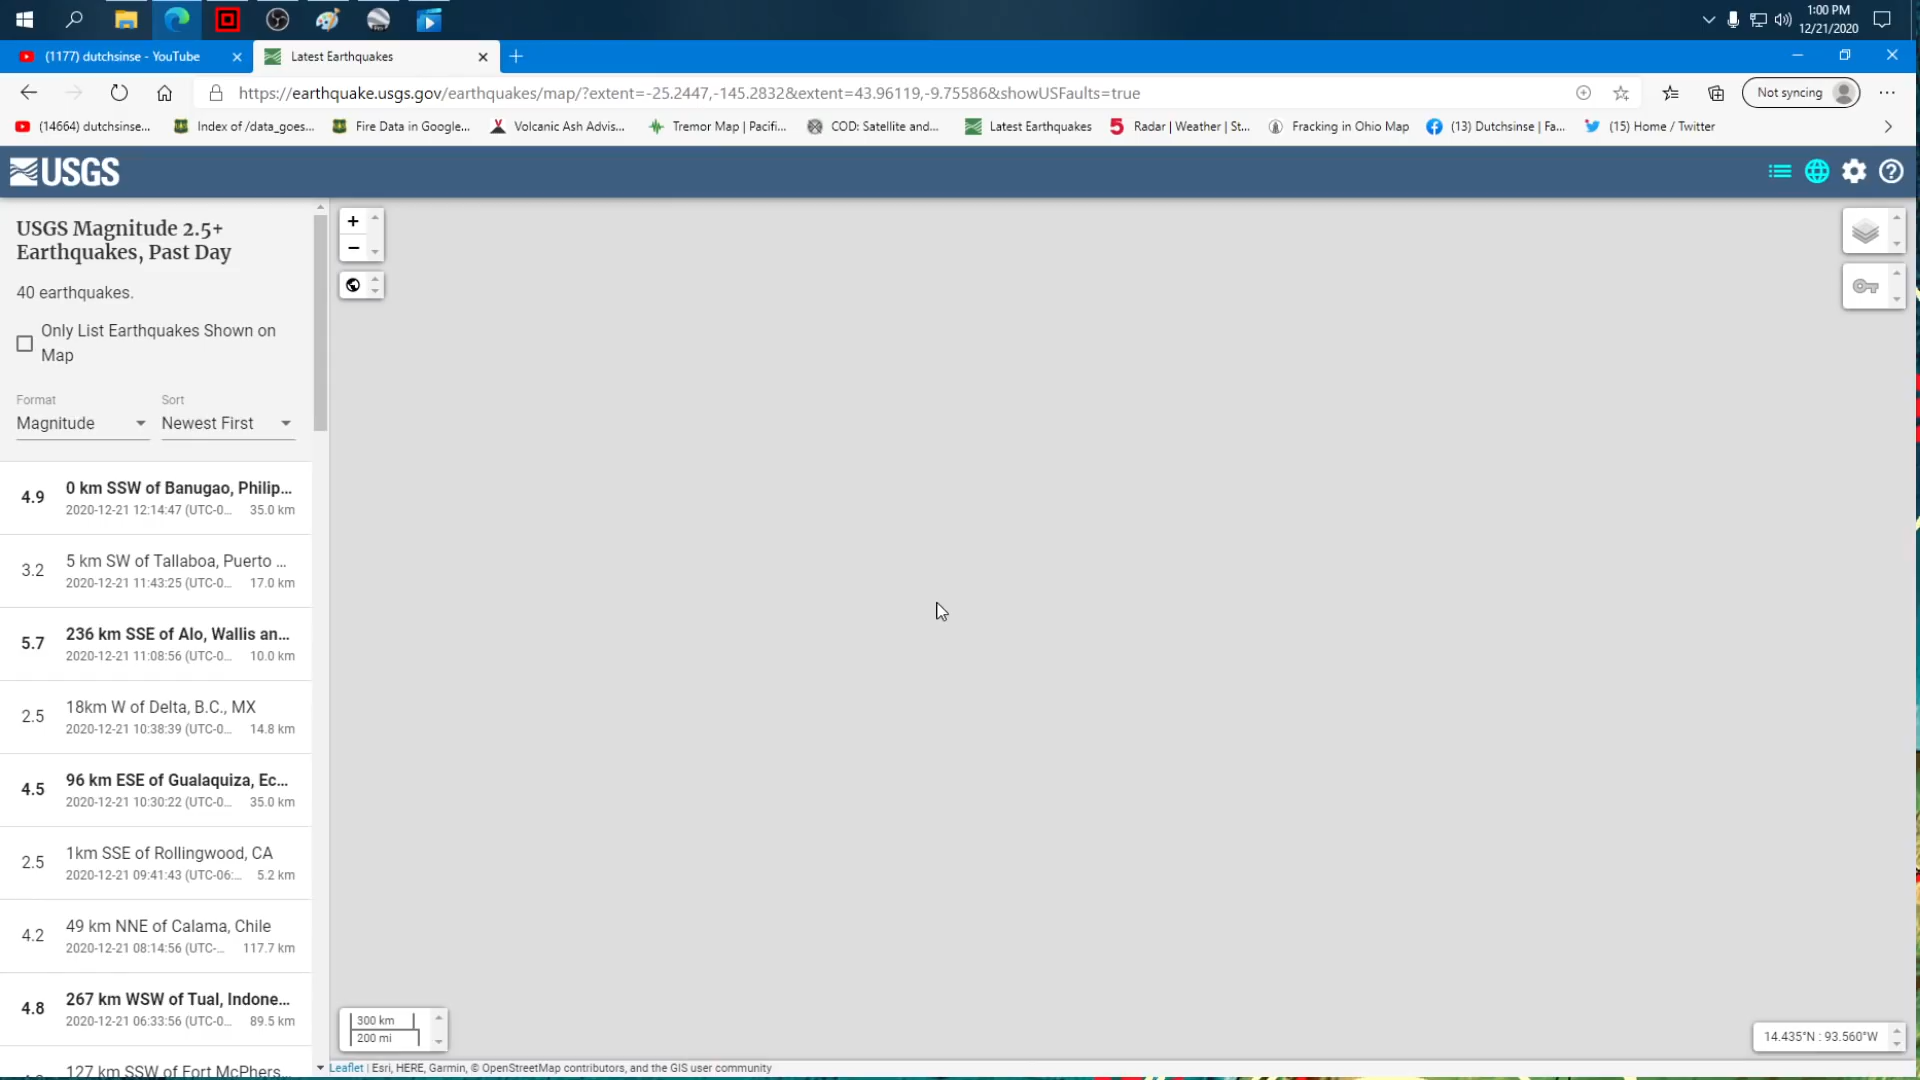 1:00 PM
12/21/2020
(1177) dutchsinse - YouTube
Latest Earthquakes
https://earthquake.usgs.gov/earthquakes/map/?extent=-25.2447,-145.2832&extent=43.96119,-9.75586&showUSFaults=true
Not syncing
(14664) dutchsinse...
Index of /data_goes...
Fire Data in Google...
Volcanic Ash Advis...
Tremor Map | Pacifi...
COD: Satellite and...
Latest Earthquakes
5 Radar | Weather | St...
Fracking in Ohio Map
(13) Dutchsinse | Fa...
(15) Home / Twitter
USGS
USGS Magnitude 2.5+
Earthquakes, Past Day
40 earthquakes.
Only List Earthquakes Shown on
Map
Format
Sort
Magnitude
Newest First
4.9
0 km SSW of Banugao, Philip...
2020-12-21 12:14:47 (UTC-0... 35.0 km
3.2
5 km SW of Tallaboa, Puerto ...
2020-12-21 11:43:25 (UTC-0... 17.0 km
5.7
236 km SSE of Alo, Wallis an...
2020-12-21 11:08:56 (UTC-0... 10.0 km
2.5
18km W of Delta, B.C., MX
2020-12-21 10:38:39 (UTC-0... 14.8 km
4.5
96 km ESE of Gualaquiza, Ec...
2020-12-21 10:30:22 (UTC-0... 35.0 km
2.5
1km SSE of Rollingwood, CA
2020-12-21 09:41:43 (UTC-06:... 5.2 km
4.2
49 km NNE of Calama, Chile
2020-12-21 08:14:56 (UTC-... 117.7 km
4.8
267 km WSW of Tual, Indone...
2020-12-21 06:33:56 (UTC-0... 89.5 km
127 km SSW of Fort McPhers...
+
−
300 km
200 mi
14.435°N : 93.560°W
Leaflet | Esri, HERE, Garmin, © OpenStreetMap contributors, and the GIS user community